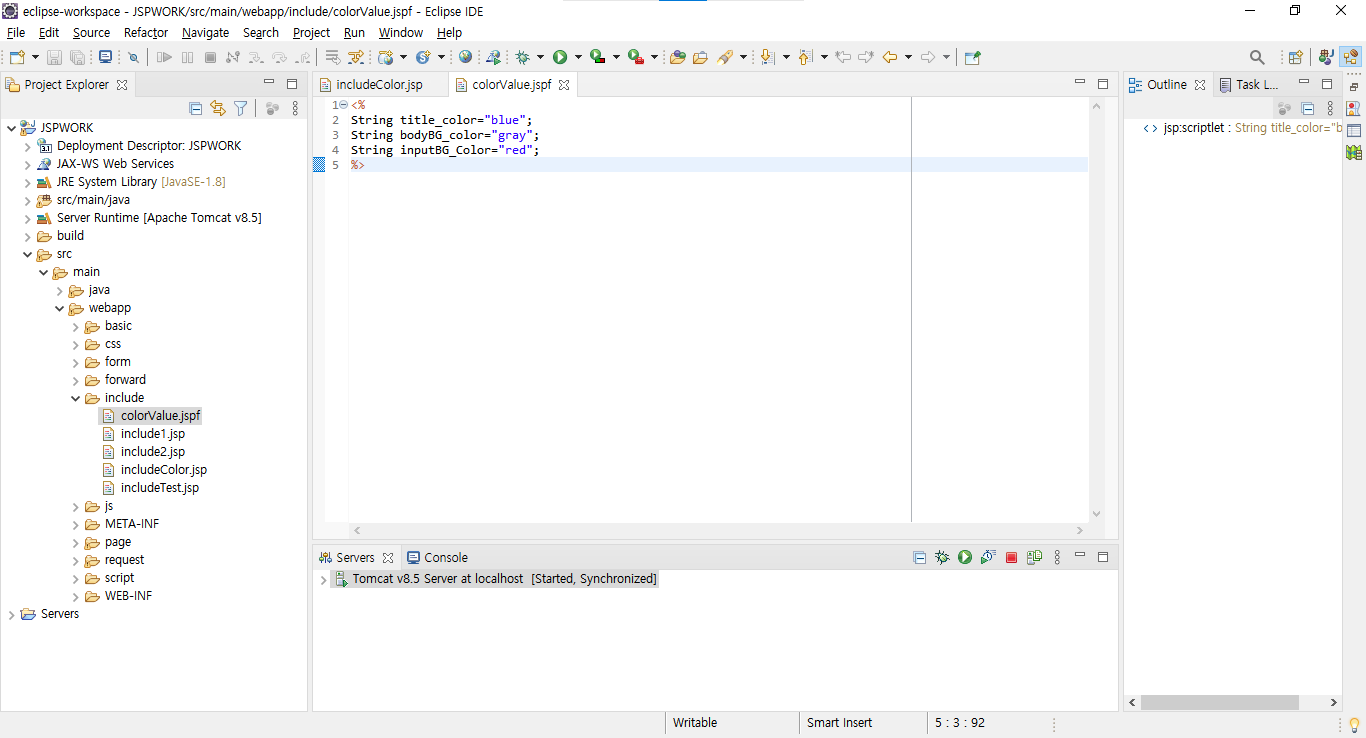 eclipse-workspace - JSPWORK/src/main/webapp/include/colorValue.jspf - Eclipse IDE
File Edit Source Refactor Navigate Search Project Run Window Help
Project Explorer
JSPWORK
Deployment Descriptor: JSPWORK
JAX-WS Web Services
JRE System Library [JavaSE-1.8]
src/main/java
Server Runtime [Apache Tomcat v8.5]
build
src
main
java
webapp
basic
css
form
forward
include
colorValue.jspf
include1.jsp
include2.jsp
includeColor.jsp
includeTest.jsp
js
META-INF
page
request
script
WEB-INF
Servers
includeColor.jsp colorValue.jspf
1 <%
2 String title_color="blue";
3 String bodyBG_color="gray";
4 String inputBG_Color="red";
5 %>
Servers Console
Tomcat v8.5 Server at localhost [Started, Synchronized]
Outline Task L...
jsp:scriptlet : String title_color="b
Writable Smart Insert 5 : 3 : 92